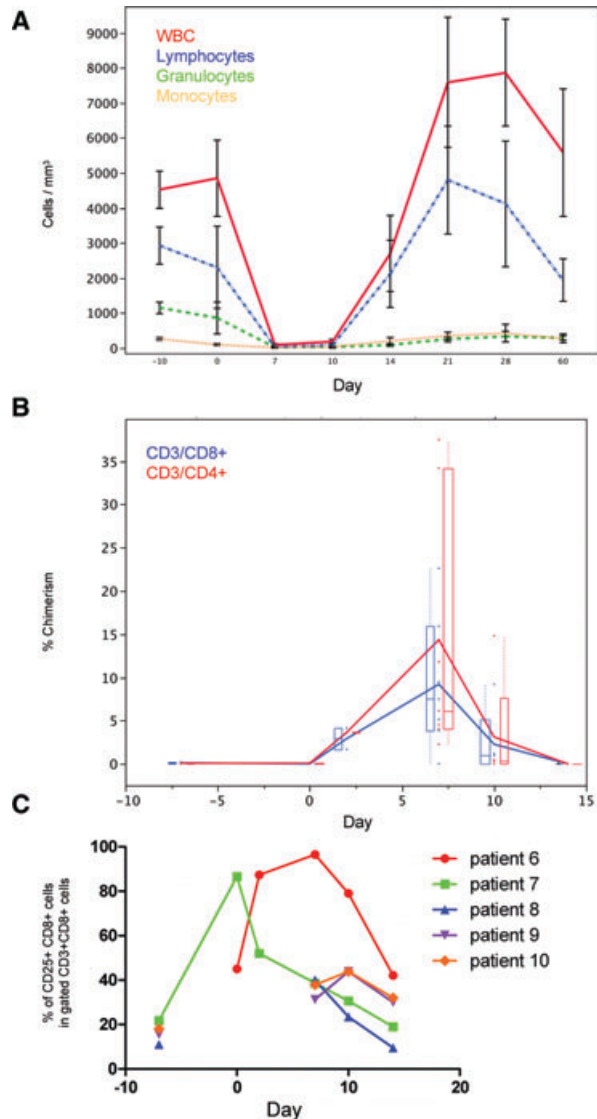 A
WBC
Lymphocytes
Granulocytes
Monocytes
9000
8000
7000
6000
5000
4000
3000
2000
1000
0
Cells / mm³
-10 0 7 10 14 21 28 60
Day
B
CD3/CD8+
CD3/CD4+
35
30
25
20
15
10
5
0
% Chimerism
-10 -5 0 5 10 15
Day
C
100
80
60
40
20
0
% of CD25+ CD8+ cells
in gated CD3+CD8+ cells
-10 0 10 20
Day
patient 6
patient 7
patient 8
patient 9
patient 10